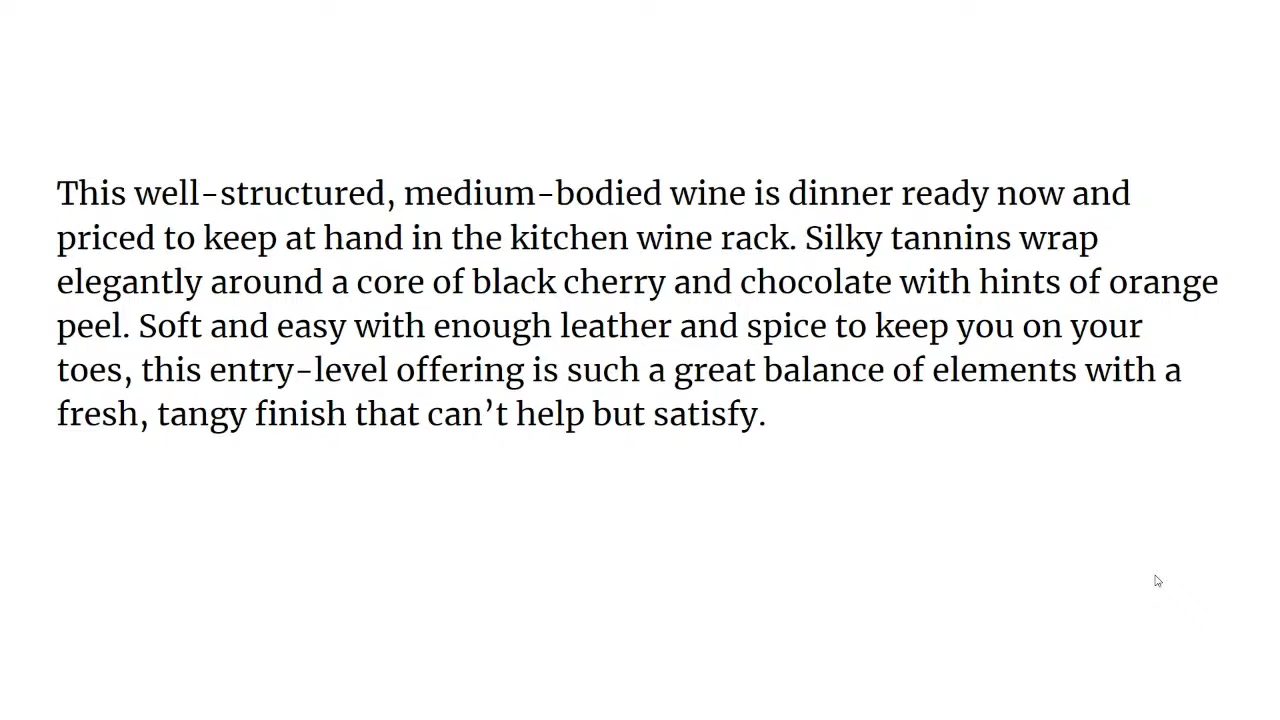 This well-structured, medium-bodied wine is dinner ready now and
priced to keep at hand in the kitchen wine rack. Silky tannins wrap
elegantly around a core of black cherry and chocolate with hints of orange
peel. Soft and easy with enough leather and spice to keep you on your
toes, this entry-level offering is such a great balance of elements with a
fresh, tangy finish that can’t help but satisfy.